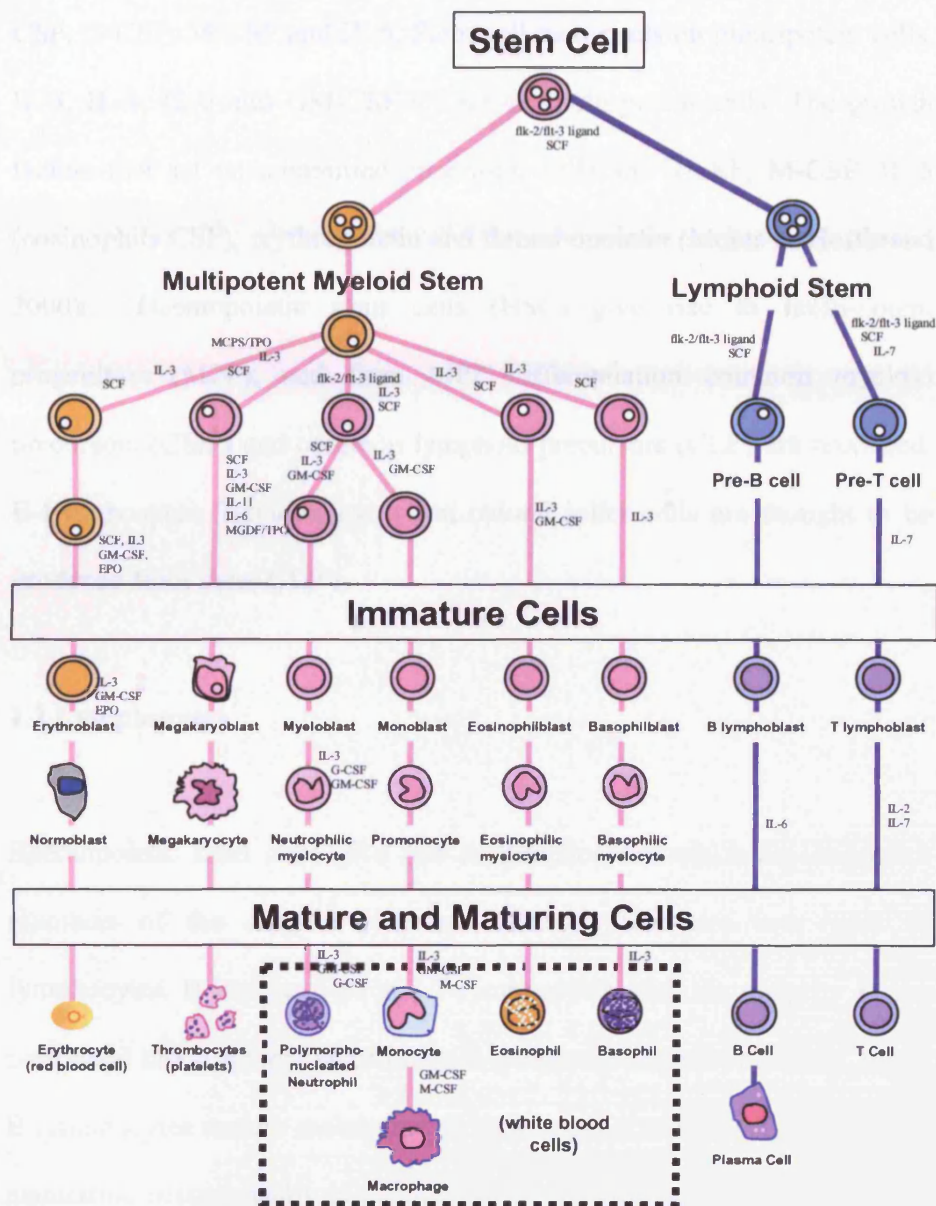 Stem Cell
flk-2/flt-3 ligand
SCF
Multipotent Myeloid Stem
Lymphoid Stem
MCPS/TPO
IL-3
SCF
IL-3
SCF
flk-2/flt-3 ligand
IL-3
SCF
IL-3
SCF
IL-3
SCF
flk-2/flt-3 ligand
SCF
flk-2/flt-3 ligand
SCF
IL-7
SCF
IL-3
GM-CSF
IL-11
IL-6
MGDF/TPO
SCF
IL-3
GM-CSF
IL-3
GM-CSF
Pre-B cell
Pre-T cell
SCF, IL3
GM-CSF,
EPO
IL-3
GM-CSF
IL-3
IL-7
Immature Cells
IL-3
GM-CSF
EPO
Erythroblast
Megakaryoblast
Myeloblast
Monoblast
Eosinophilblast
Basophilblast
B lymphoblast
T lymphoblast
IL-3
G-CSF
GM-CSF
IL-6
IL-2
IL-7
Normoblast
Megakaryocyte
Neutrophilic
myelocyte
Promonocyte
Eosinophilic
myelocyte
Basophilic
myelocyte
Mature and Maturing Cells
IL-3
GM-CSF
G-CSF
IL-3
GM-CSF
M-CSF
IL-3
Erythrocyte
(red blood cell)
Thrombocytes
(platelets)
Polymorpho-
nucleated
Neutrophil
Monocyte
Eosinophil
Basophil
B Cell
T Cell
GM-CSF
M-CSF
(white blood
cells)
Macrophage
Plasma Cell